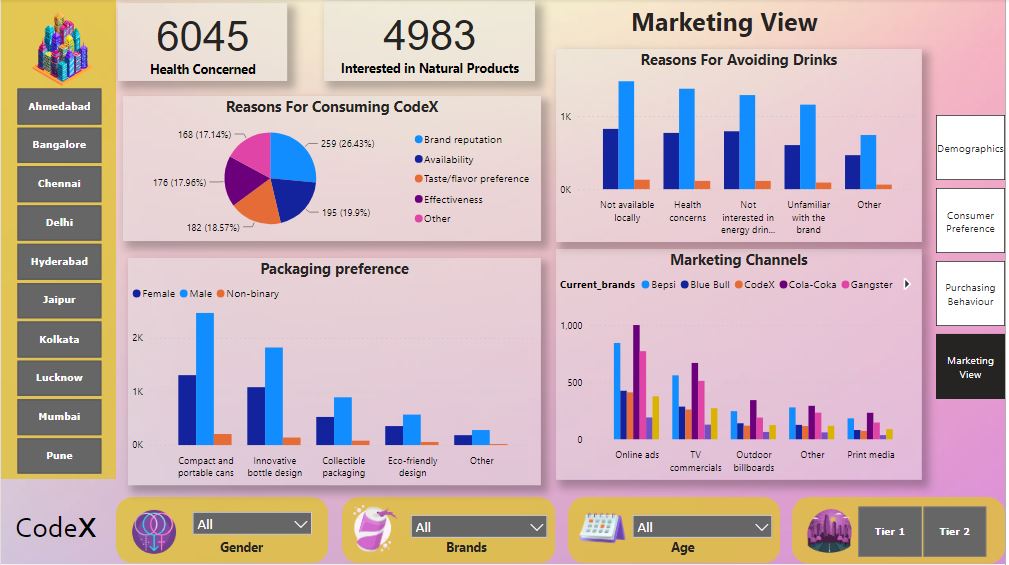 6045
Health Concerned
4983
Interested in Natural Products
Marketing View
Ahmedabad
Bangalore
Chennai
Delhi
Hyderabad
Jaipur
Kolkata
Lucknow
Mumbai
Pune
Reasons For Consuming CodeX
168 (17.14%)
259 (26.43%)
176 (17.96%)
195 (19.9%)
182 (18.57%)
Brand reputation
Availability
Taste/flavor preference
Effectiveness
Other
Packaging preference
Female Male Non-binary
2K
1K
0K
Compact and
portable cans
Innovative
bottle design
Collectible
packaging
Eco-friendly
design
Other
Reasons For Avoiding Drinks
1K
0K
Not available
locally
Health
concerns
Not
interested in
energy drin...
Unfamiliar
with the
brand
Other
Marketing Channels
Current_brands Bepsi Blue Bull CodeX Cola-Coka Gangster
1,000
500
0
Online ads
TV
commercials
Outdoor
billboards
Other
Print media
Demographics
Consumer
Preference
Purchasing
Behaviour
Marketing
View
CodeX
All
Gender
All
Brands
All
Age
Tier 1
Tier 2